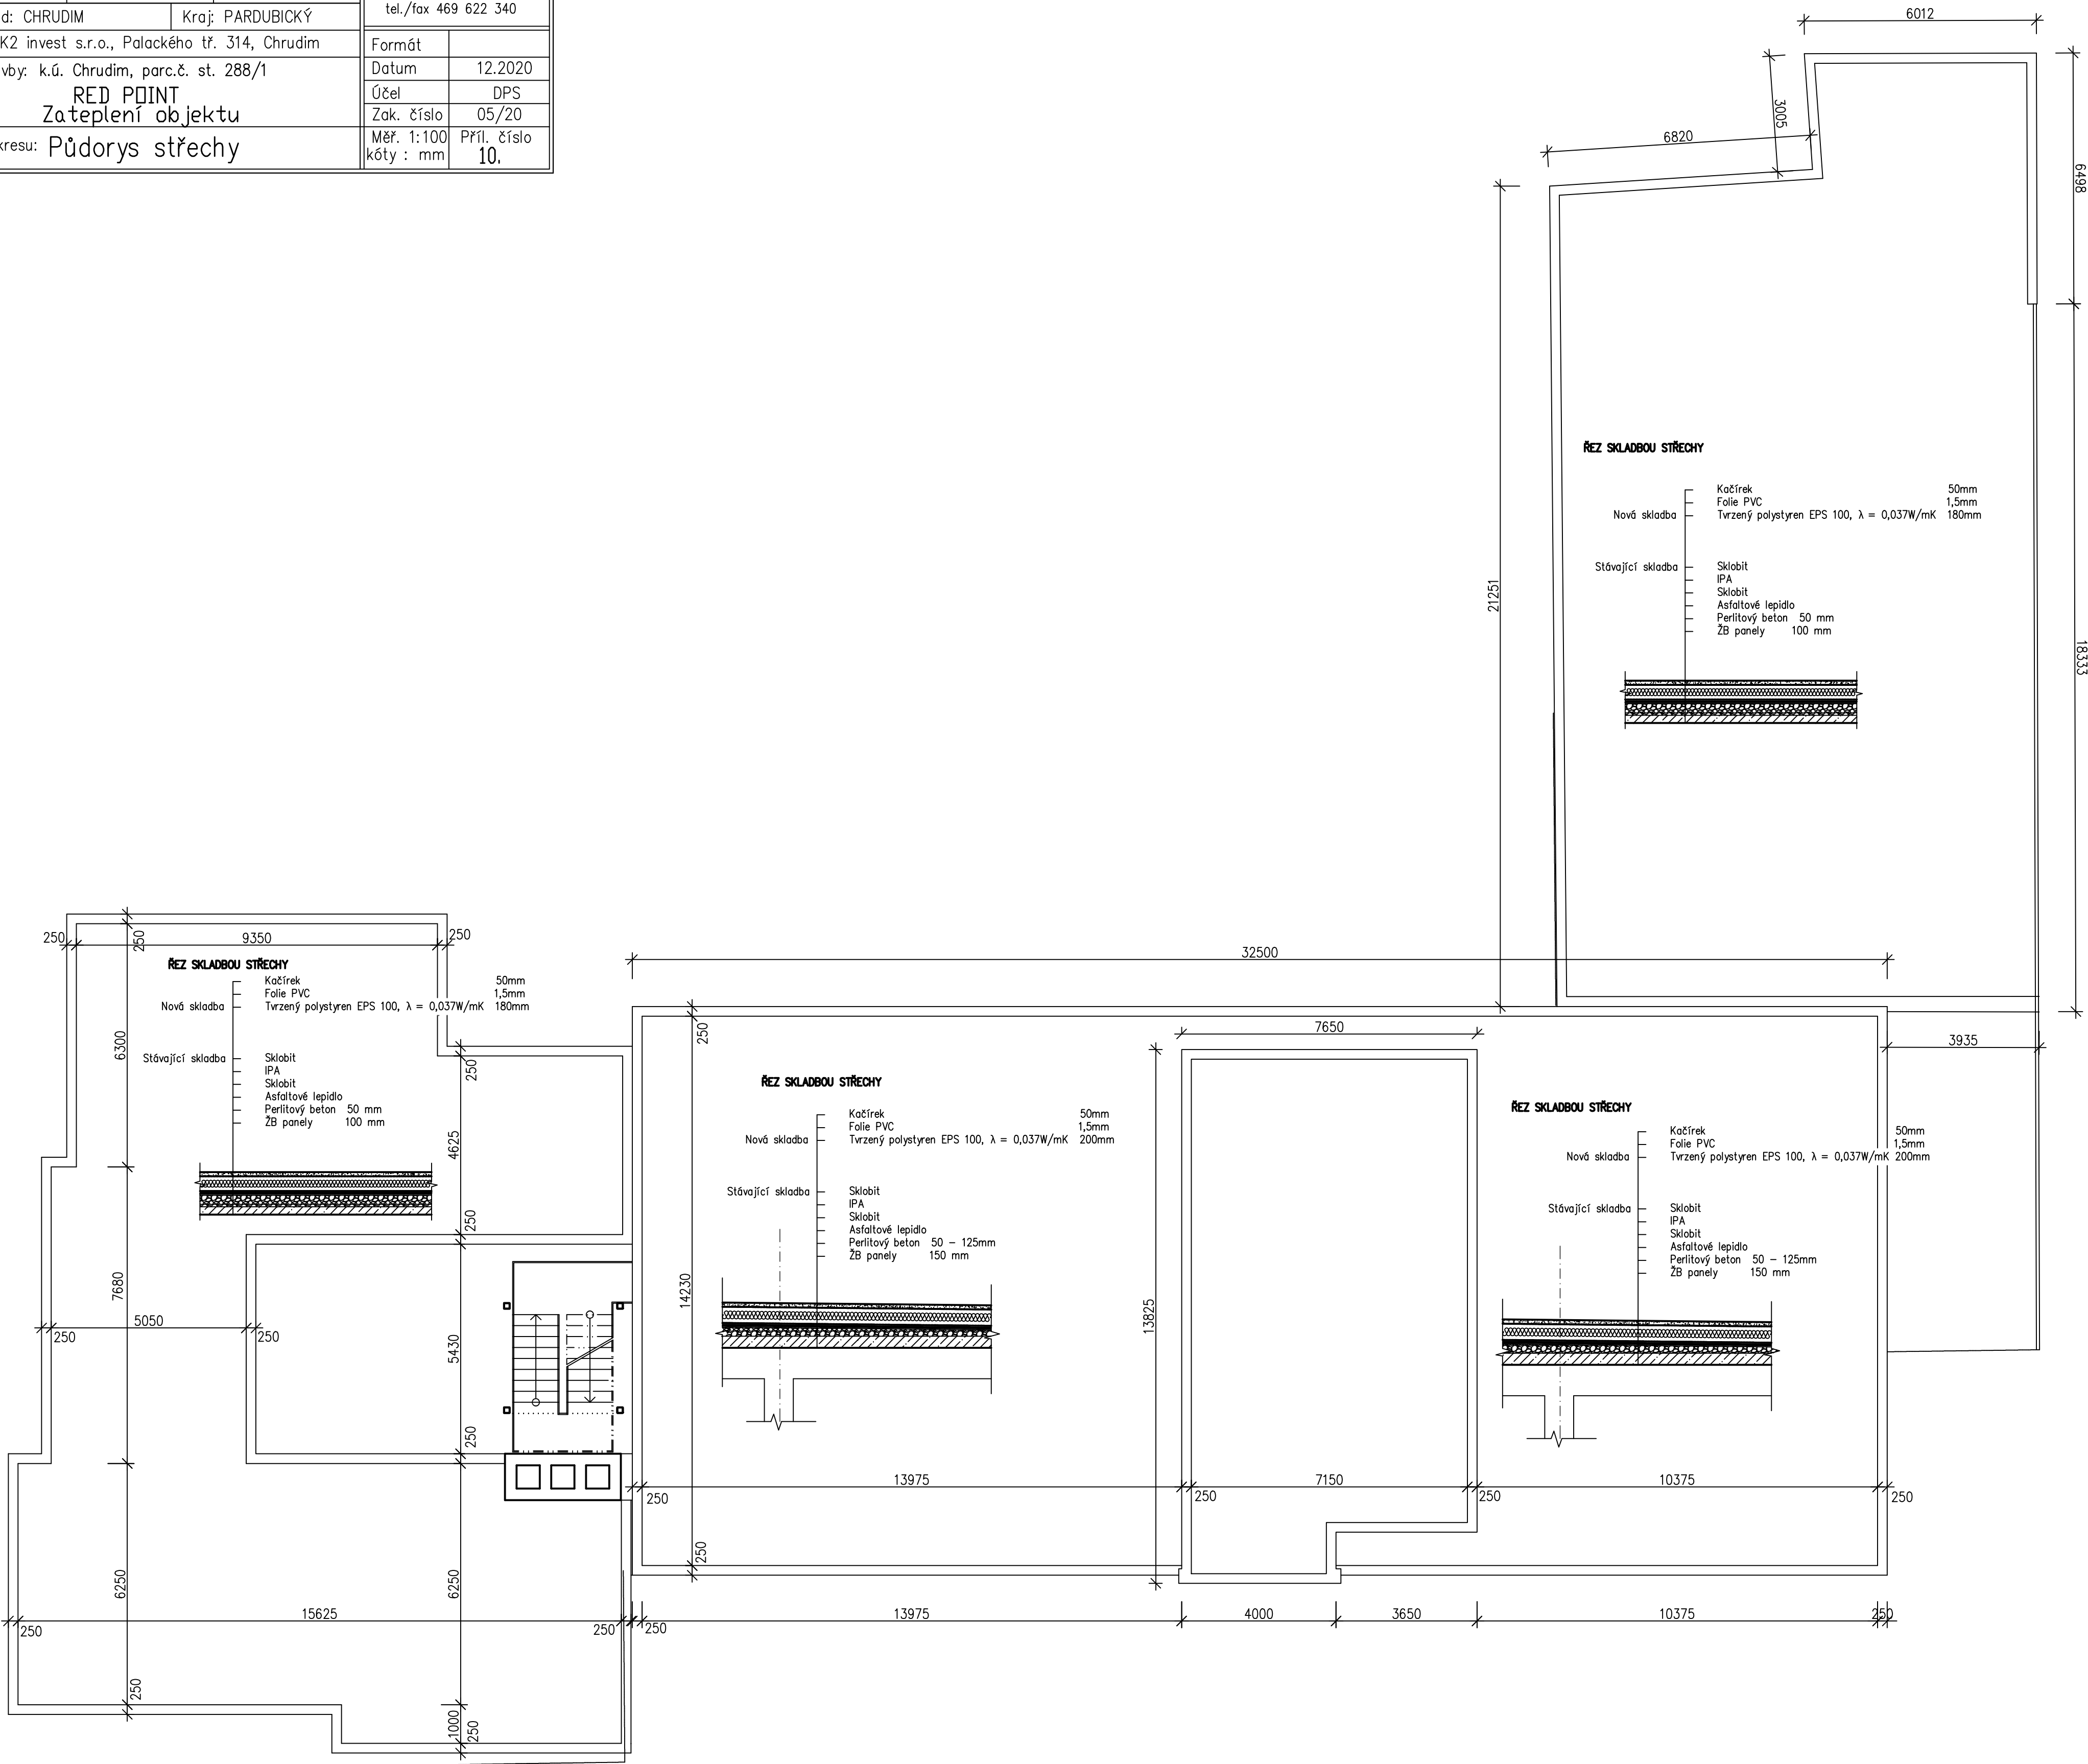 d: CHRUDIM
Kraj: PARDUBICKÝ
tel./fax 469 622 340
K2 invest s.r.o., Palackého tř. 314, Chrudim
Formát
vby: k.ú. Chrudim, parc.č. st. 288/1
Datum 12.2020
RED POINT
Účel DPS
Zateplení objektu
Zak. číslo 05/20
kresu: Půdorys střechy
Měř. 1:100
kóty : mm
Příl. číslo
10.
6012
3005
6820
6498
21251
18333
ŘEZ SKLADBOU STŘECHY
Kačírek 50mm
Folie PVC 1,5mm
Nová skladba Tvrzený polystyren EPS 100, λ = 0,037W/mK 180mm
Stávající skladba Sklobit
IPA
Sklobit
Asfaltové lepidlo
Perlitový beton 50 mm
ŽB panely 100 mm
250
9350
250
250
ŘEZ SKLADBOU STŘECHY
Kačírek 50mm
Folie PVC 1,5mm
Nová skladba Tvrzený polystyren EPS 100, λ = 0,037W/mK 180mm
Stávající skladba Sklobit
IPA
Sklobit
Asfaltové lepidlo
Perlitový beton 50 mm
ŽB panely 100 mm
6300
250
4625
250
7680
5050
250
250
5430
250
6250
6250
15625
250
250
250
1000
250
32500
250
7650
3935
ŘEZ SKLADBOU STŘECHY
Kačírek 50mm
Folie PVC 1,5mm
Nová skladba Tvrzený polystyren EPS 100, λ = 0,037W/mK 200mm
Stávající skladba Sklobit
IPA
Sklobit
Asfaltové lepidlo
Perlitový beton 50 – 125mm
ŽB panely 150 mm
ŘEZ SKLADBOU STŘECHY
Kačírek 50mm
Folie PVC 1,5mm
Nová skladba Tvrzený polystyren EPS 100, λ = 0,037W/mK 200mm
Stávající skladba Sklobit
IPA
Sklobit
Asfaltové lepidlo
Perlitový beton 50 – 125mm
ŽB panely 150 mm
14230
13825
13975
7150
10375
250
250
250
250
250
13975
4000
3650
10375
250
250